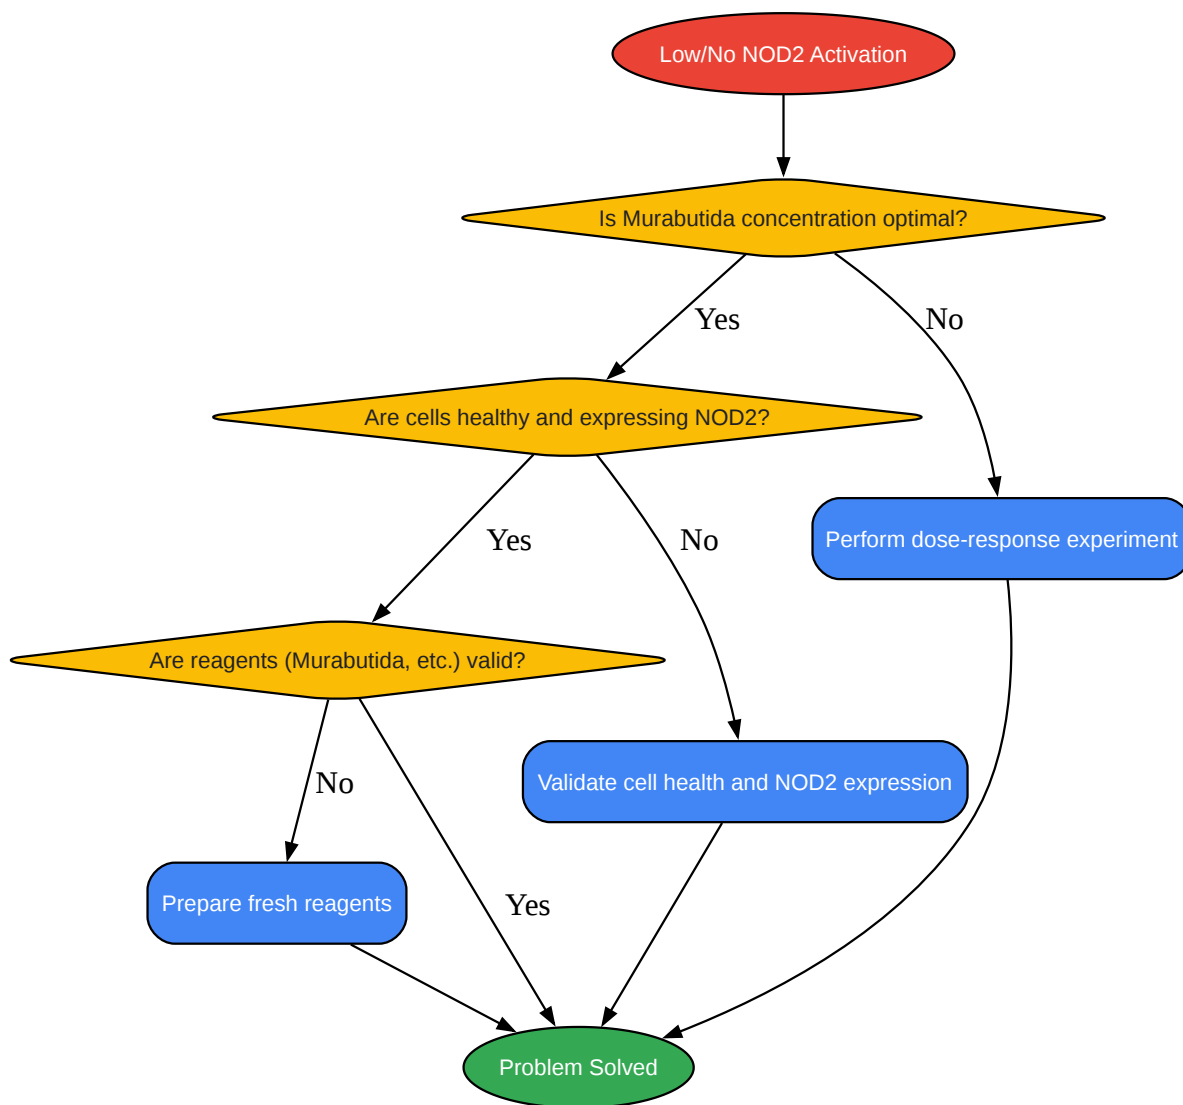 Low/No NOD2 Activation
Is Murabutida concentration optimal?
Yes
No
Are cells healthy and expressing NOD2?
Yes
No
Perform dose-response experiment
Are reagents (Murabutida, etc.) valid?
No
Validate cell health and NOD2 expression
Prepare fresh reagents
Yes
Problem Solved